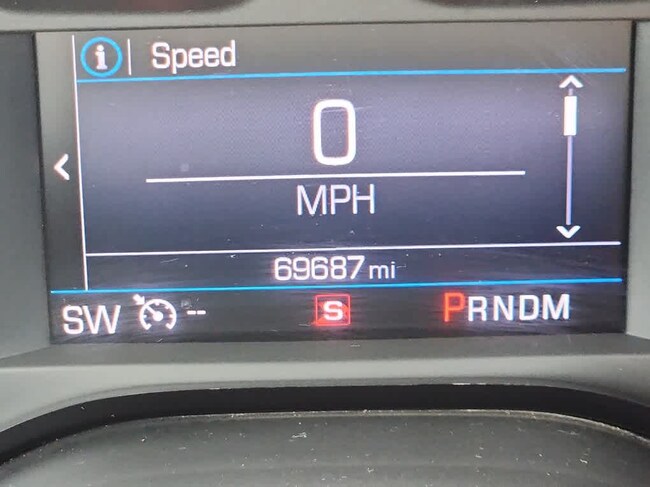 i Speed
0
MPH
69687 mi
SW -- S PRNDM